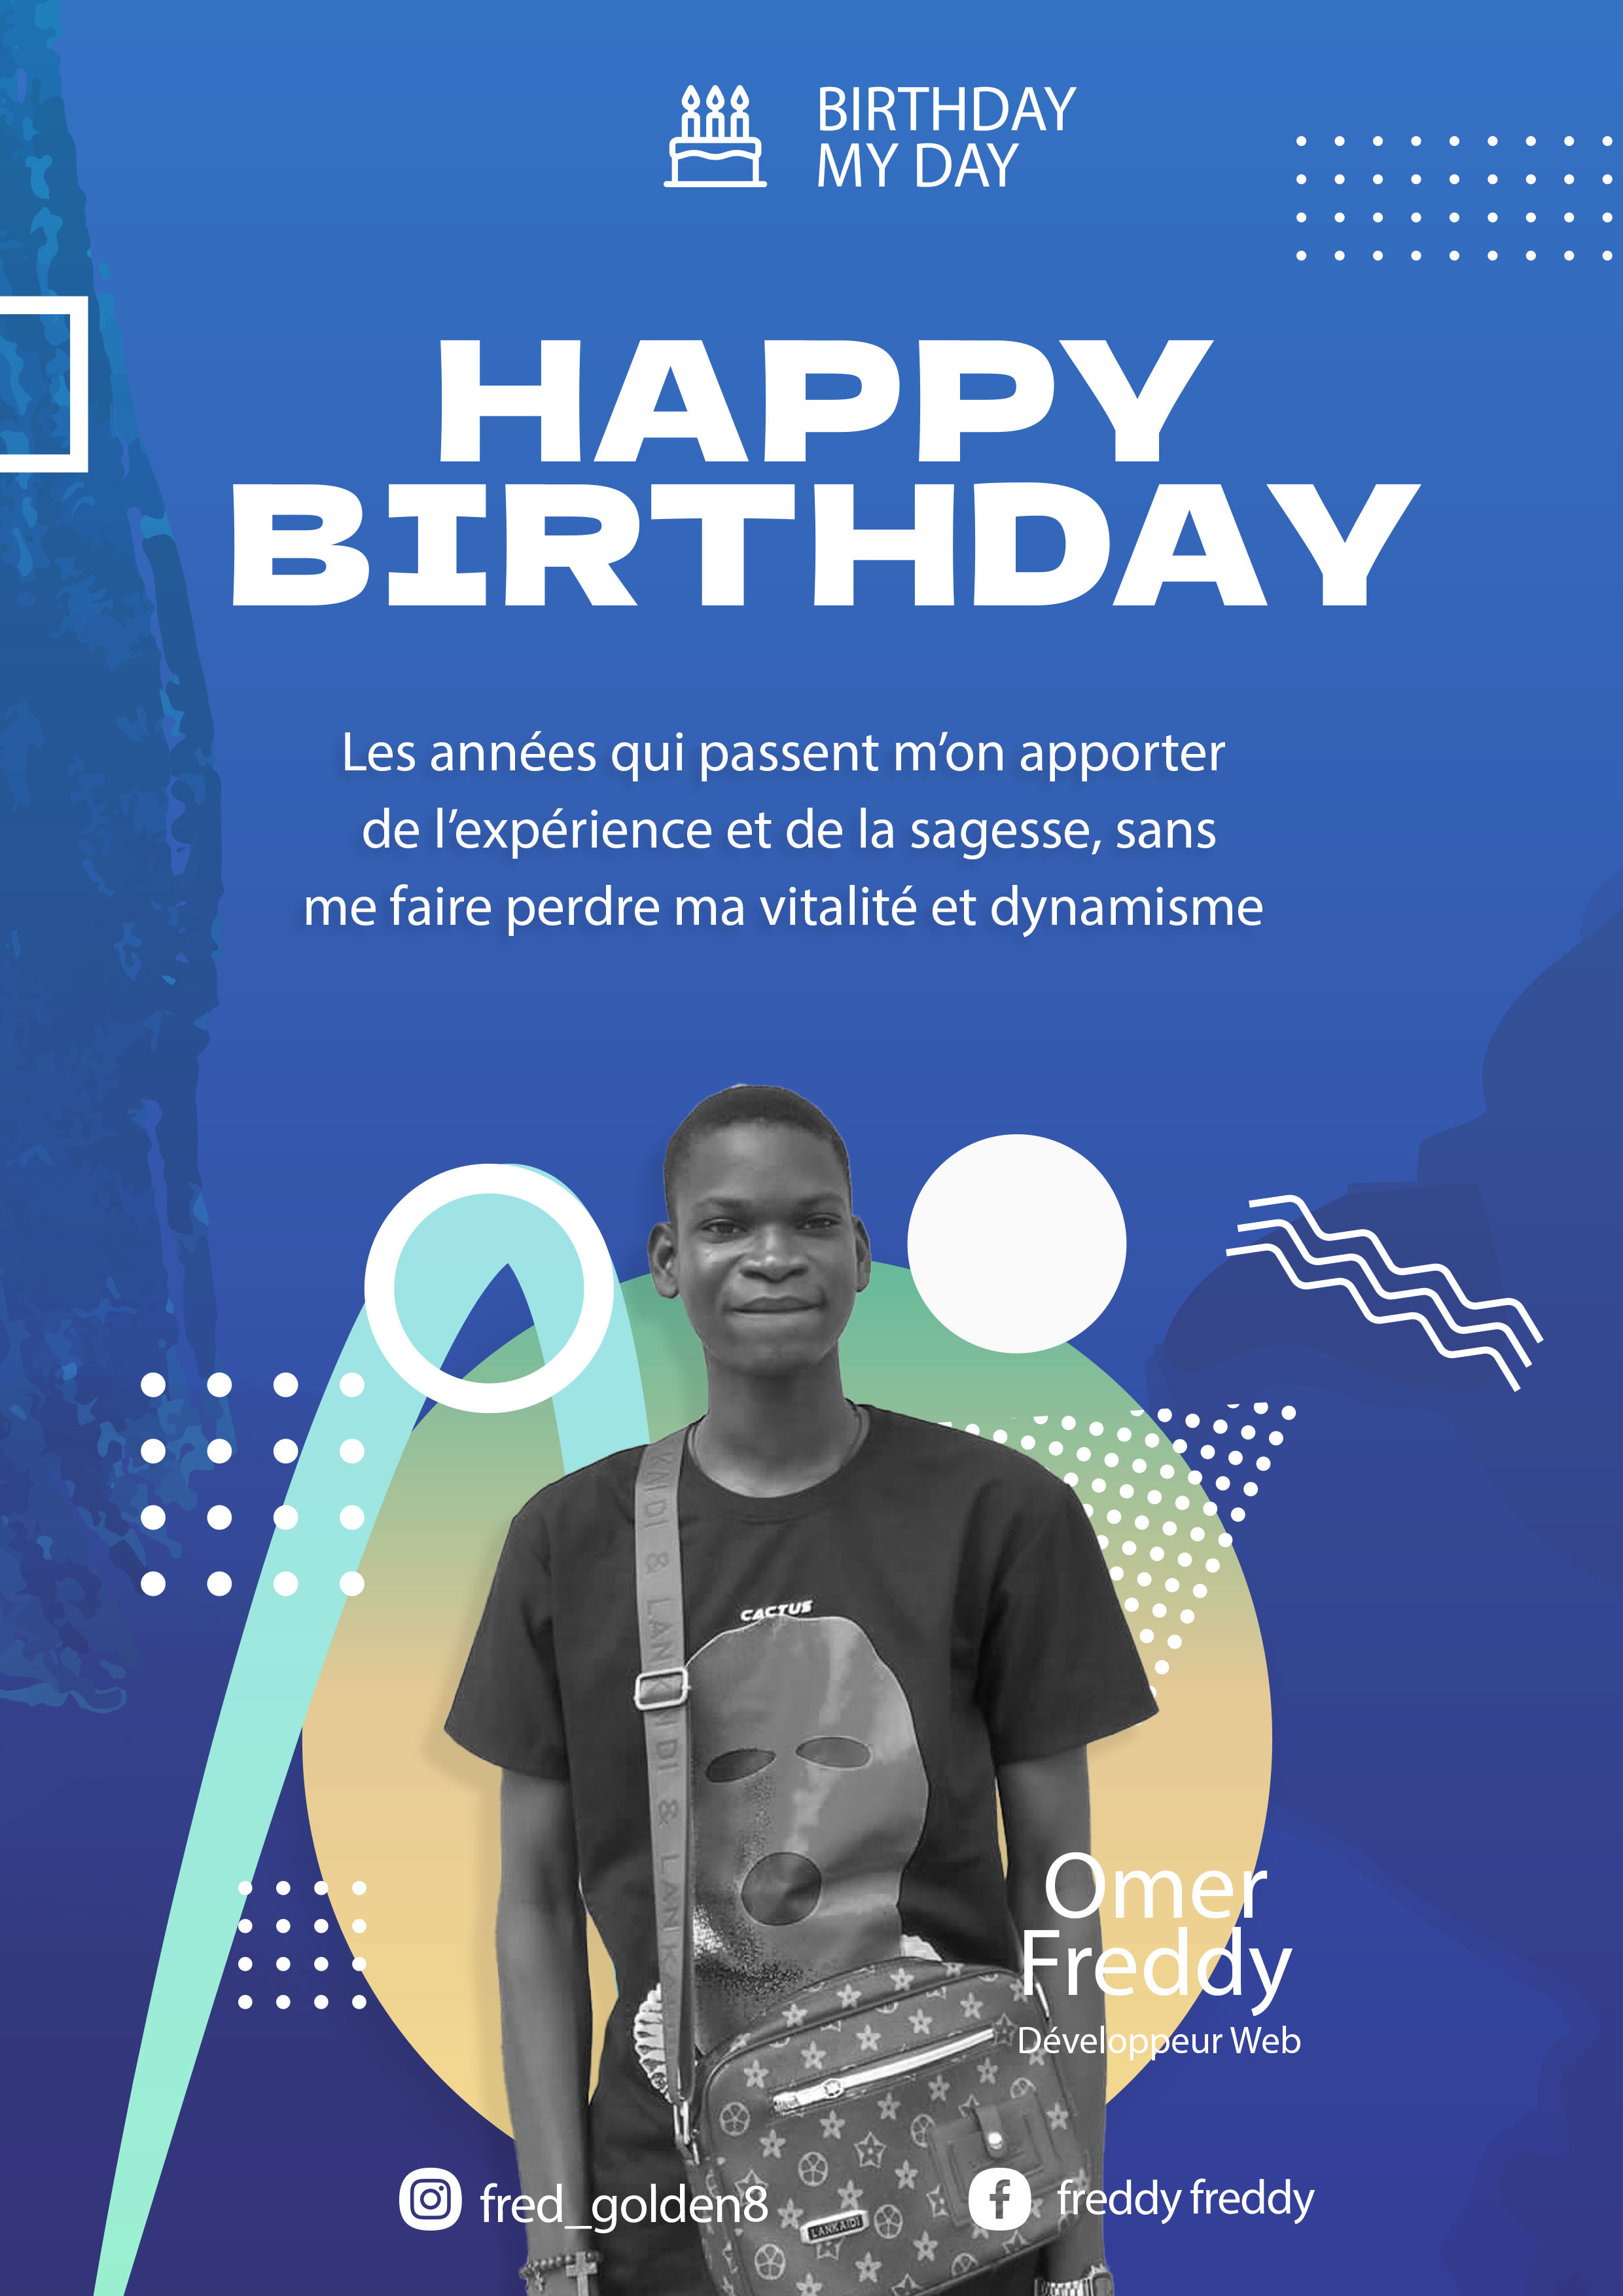 BIRTHDAY
MY DAY
HAPPY
BIRTHDAY
Les années qui passent m’on apporter
de l’expérience et de la sagesse, sans
me faire perdre ma vitalité et dynamisme
CACTUS
Omer
Freddy
Développeur Web
LANKAIDI
fred_golden8
freddy freddy